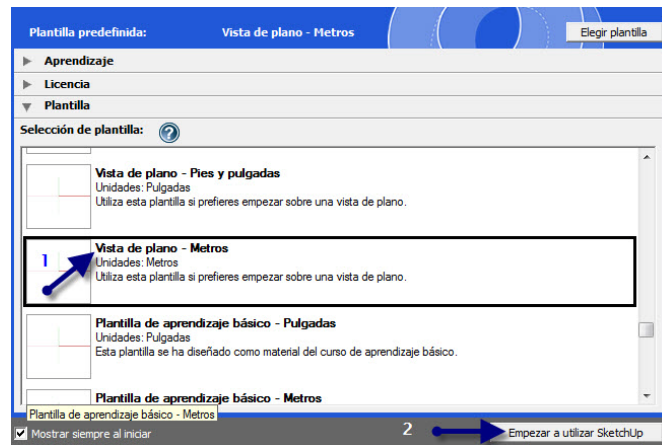 Plantilla predefinida: Vista de plano - Metros Elegir plantilla
Aprendizaje
Licencia
Plantilla
Selección de plantilla:
Vista de plano - Pies y pulgadas
Unidades: Pulgadas
Utiliza esta plantilla si prefieres empezar sobre una vista de plano.
1
Vista de plano - Metros
Unidades: Metros
Utiliza esta plantilla si prefieres empezar sobre una vista de plano.
Plantilla de aprendizaje básico - Pulgadas
Unidades: Pulgadas
Esta plantilla se ha diseñado como material del curso de aprendizaje básico.
Plantilla de aprendizaje básico - Metros
Plantilla de aprendizaje básico - Metros
Mostrar siempre al iniciar 2 Empezar a utilizar SketchUp